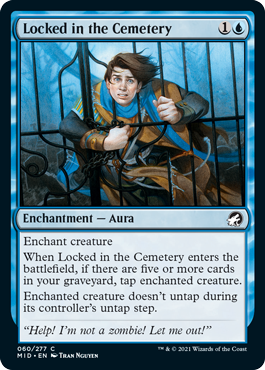 Locked in the Cemetery 1
Enchantment — Aura
Enchant creature
When Locked in the Cemetery enters the
battlefield, if there are five or more cards
in your graveyard, tap enchanted creature.
Enchanted creature doesn't untap during
its controller's untap step.
"Help! I'm not a zombie! Let me out!"
060/277 C
MID • EN TRAN NGUYEN
™ & © 2021 Wizards of the Coast